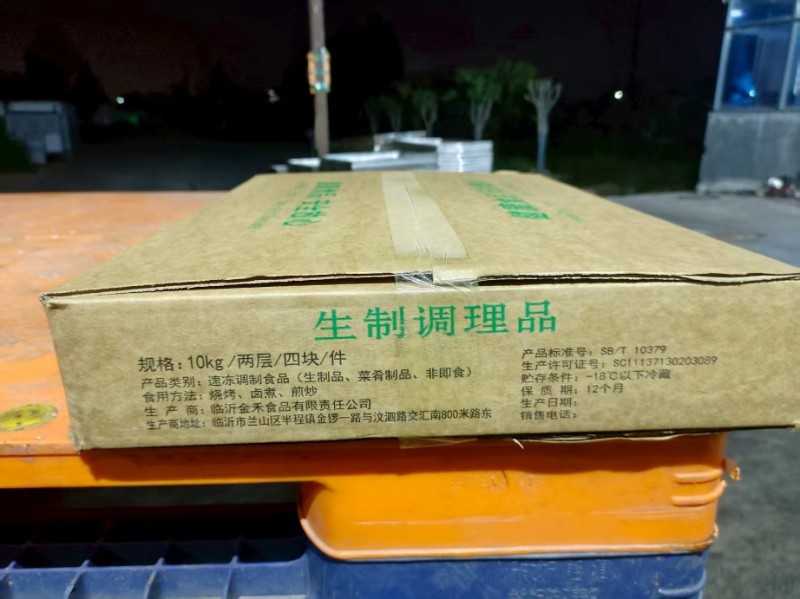 生制调理品
规格：10kg/两层/四块/件
产品类别：速冻调制食品（生制品、菜肴制品、非即食）
食用方法：烧烤、卤煮、煎炒
生 产 商：临沂金禾食品有限责任公司
生产商地址：临沂市兰山区半程镇金锣一路与汶泗路交汇南800米路东
产品标准号：SB/T 10379
生产许可证号：SC11137130203089
贮存条件：-18℃以下冷藏
保 质 期：12个月
生产日期：
销售电话：